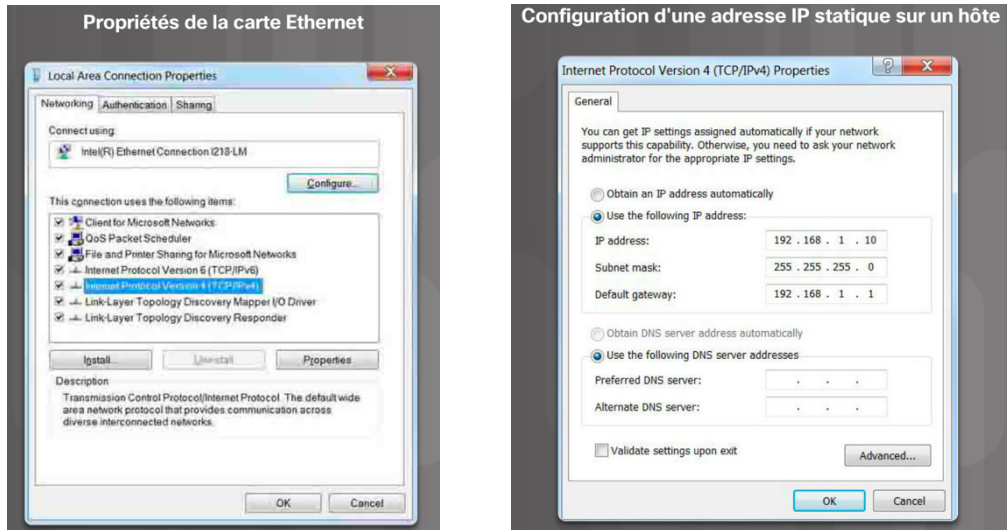 Propriétés de la carte Ethernet
Local Area Connection Properties
Networking Authentication Sharing
Connect using:
Intel(R) Ethernet Connection I218-LM
Configure...
This connection uses the following items:
Client for Microsoft Networks
QoS Packet Scheduler
File and Printer Sharing for Microsoft Networks
Internet Protocol Version 6 (TCP/IPv6)
Internet Protocol Version 4 (TCP/IPv4)
Link-Layer Topology Discovery Mapper I/O Driver
Link-Layer Topology Discovery Responder
Install... Uninstall Properties
Description
Transmission Control Protocol/Internet Protocol. The default wide
area network protocol that provides communication across
diverse interconnected networks.
OK Cancel
Configuration d'une adresse IP statique sur un hôte
Internet Protocol Version 4 (TCP/IPv4) Properties
General
You can get IP settings assigned automatically if your network
supports this capability. Otherwise, you need to ask your network
administrator for the appropriate IP settings.
Obtain an IP address automatically
Use the following IP address:
IP address: 192 . 168 . 1 . 10
Subnet mask: 255 . 255 . 255 . 0
Default gateway: 192 . 168 . 1 . 1
Obtain DNS server address automatically
Use the following DNS server addresses
Preferred DNS server: . . .
Alternate DNS server: . . .
Validate settings upon exit
Advanced...
OK Cancel